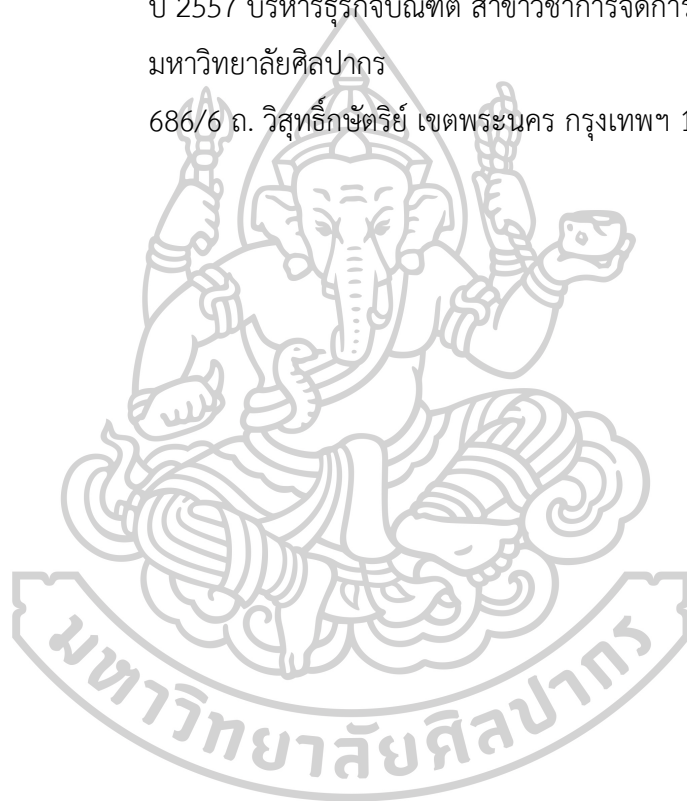 ปี 2557 บริหารธุรกิจบัณฑิต สาขาวิชาการจัดการ
มหาวิทยาลัยศิลปากร
686/6 ถ. วิสุทธิ์กษัตริย์ เขตพระนคร กรุงเทพฯ 1
มหาวิทยาลัยศิลปากร